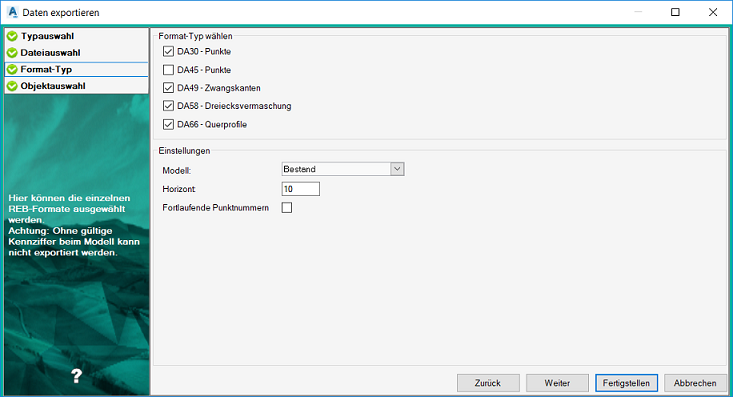 Daten exportieren
Typauswahl
Dateiauswahl
Format-Typ
Objektauswahl
Hier können die einzelnen
REB-Formate ausgewählt
werden.
Achtung: Ohne gültige
Kennziffer beim Modell kann
nicht exportiert werden.
?
Format-Typ wählen
DA30 - Punkte
DA45 - Punkte
DA49 - Zwangskanten
DA58 - Dreiecksvermaschung
DA66 - Querprofile
Einstellungen
Modell: Bestand
Horizont: 10
Fortlaufende Punktnummern
Zurück Weiter Fertigstellen Abbrechen